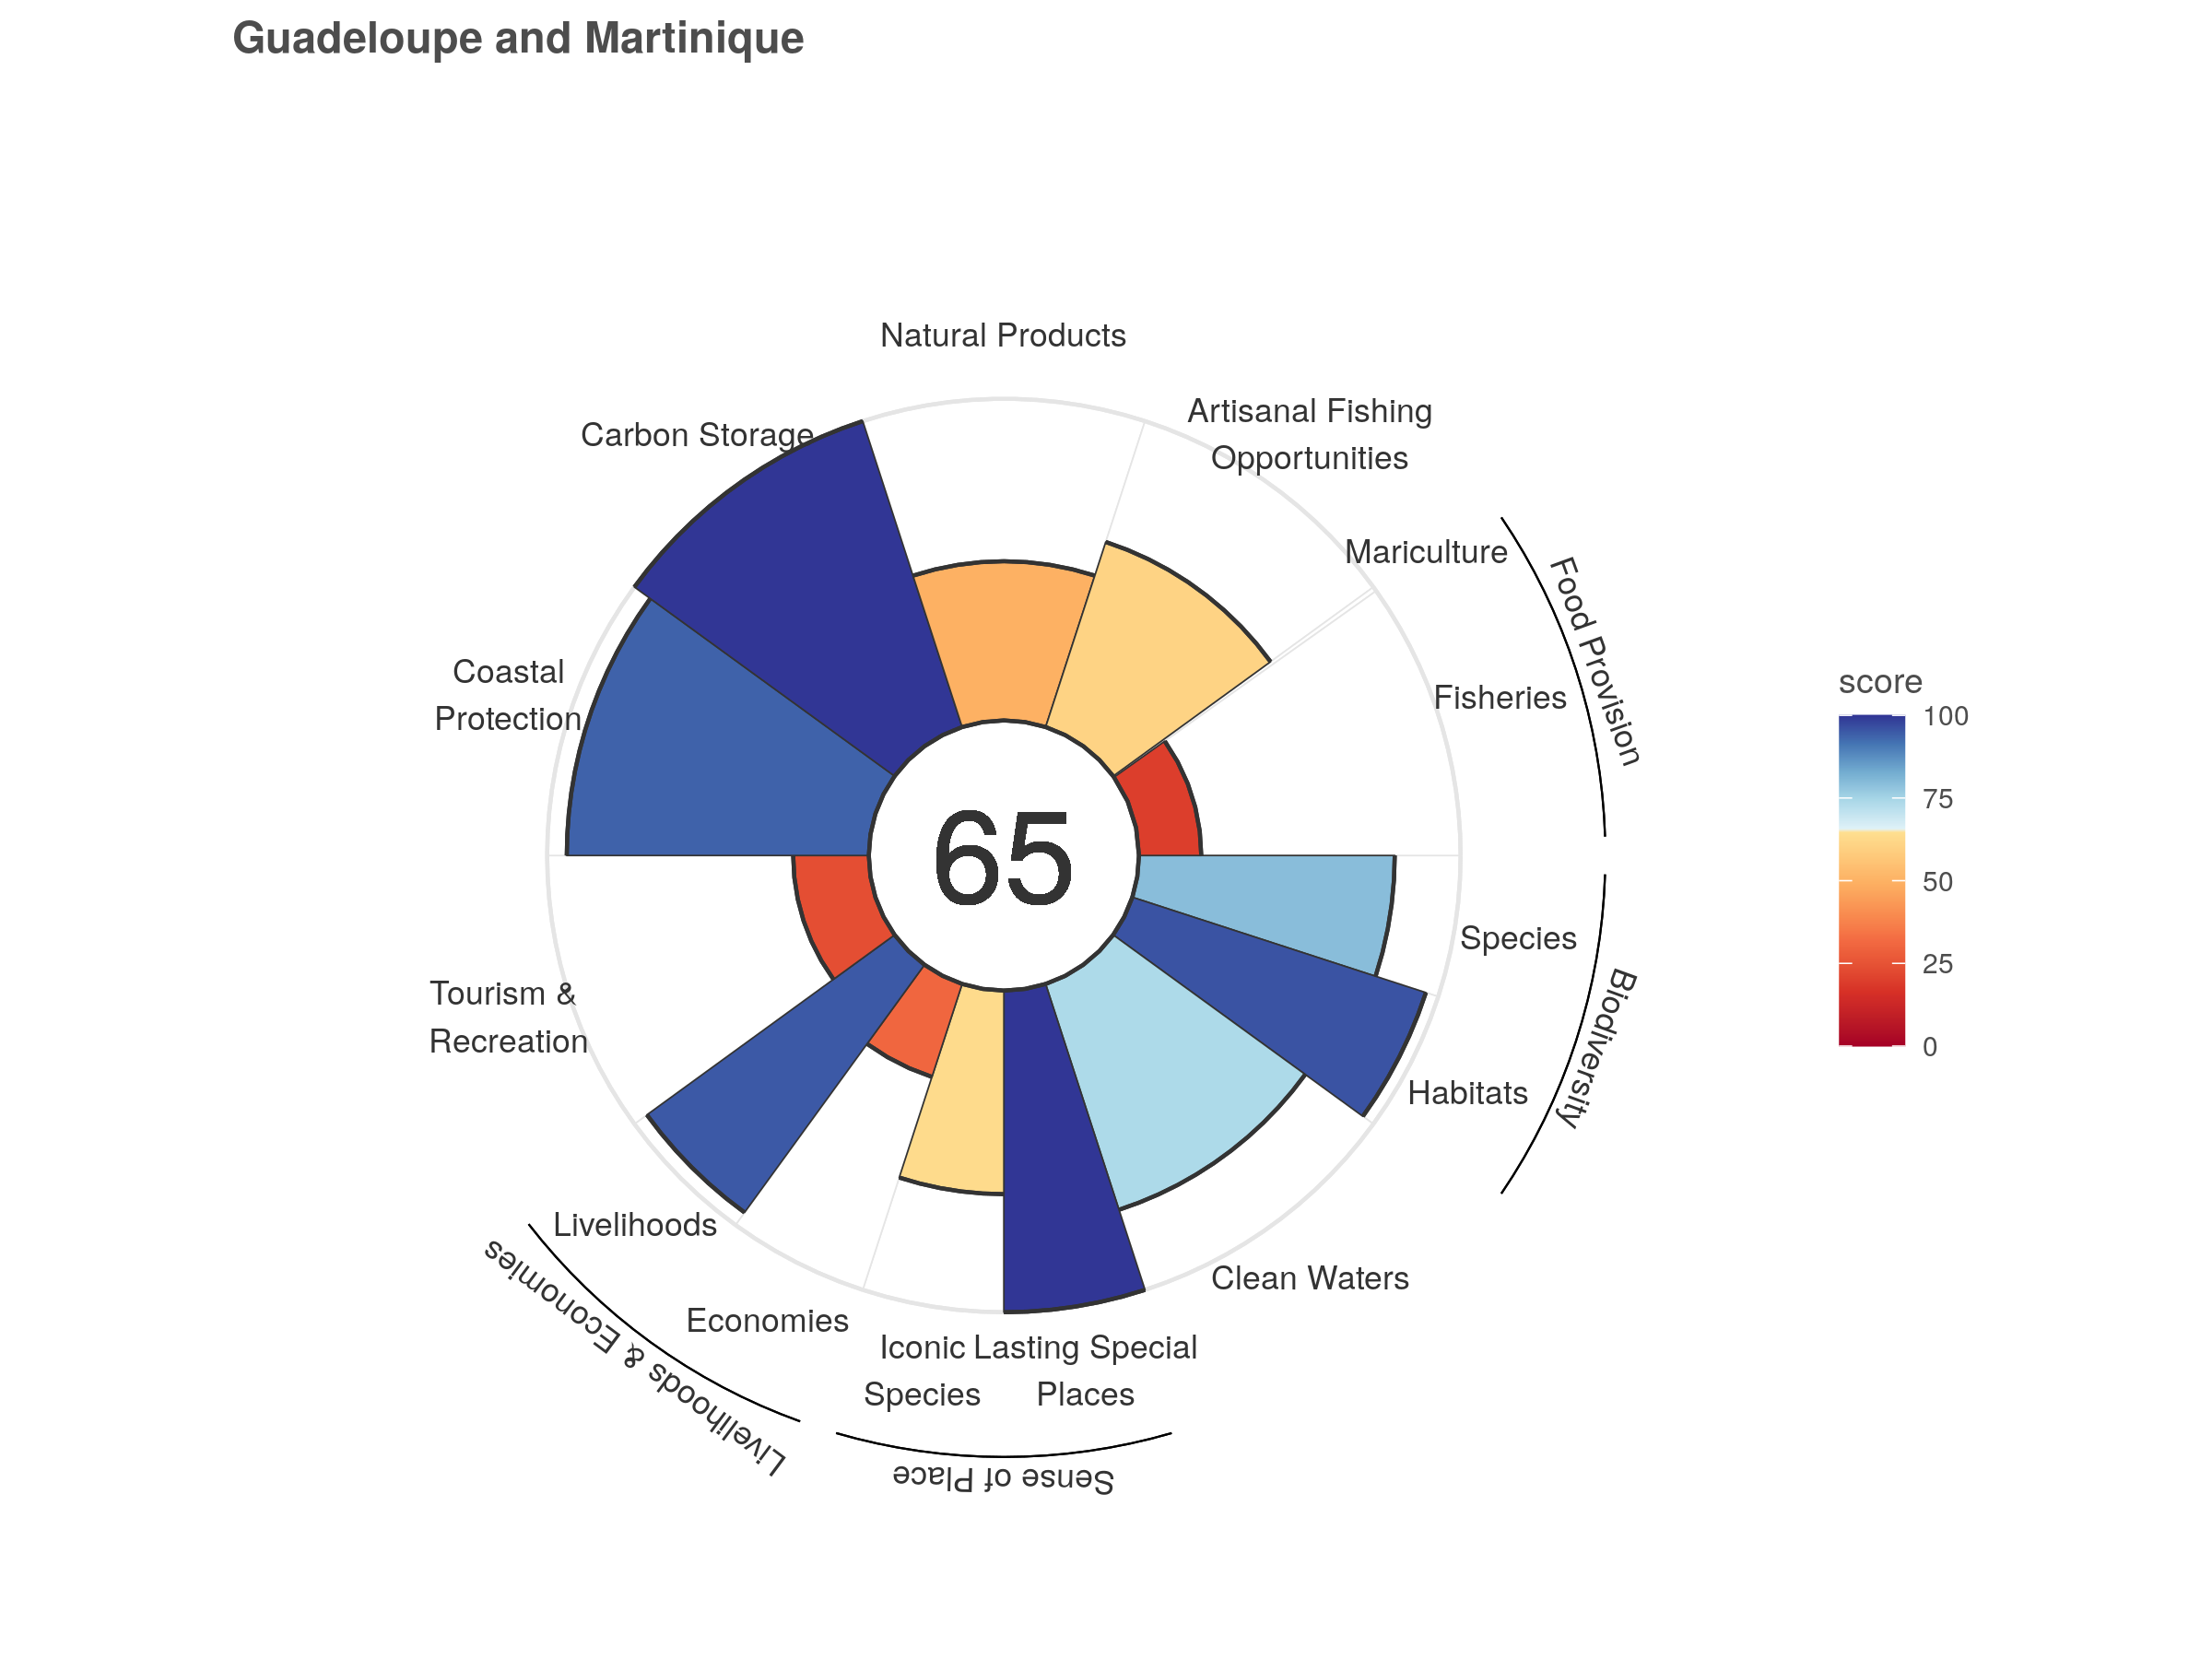 Guadeloupe and Martinique
Natural Products
Artisanal Fishing
Opportunities
Carbon Storage
Mariculture
Food Provision
Fisheries
Coastal
Protection
65
score
100
75
50
25
0
Species
Biodiversity
Habitats
Tourism &
Recreation
Livelihoods
Livelihoods & Economies
Economies
Clean Waters
Iconic
Species
Lasting Special
Places
Sense of Place